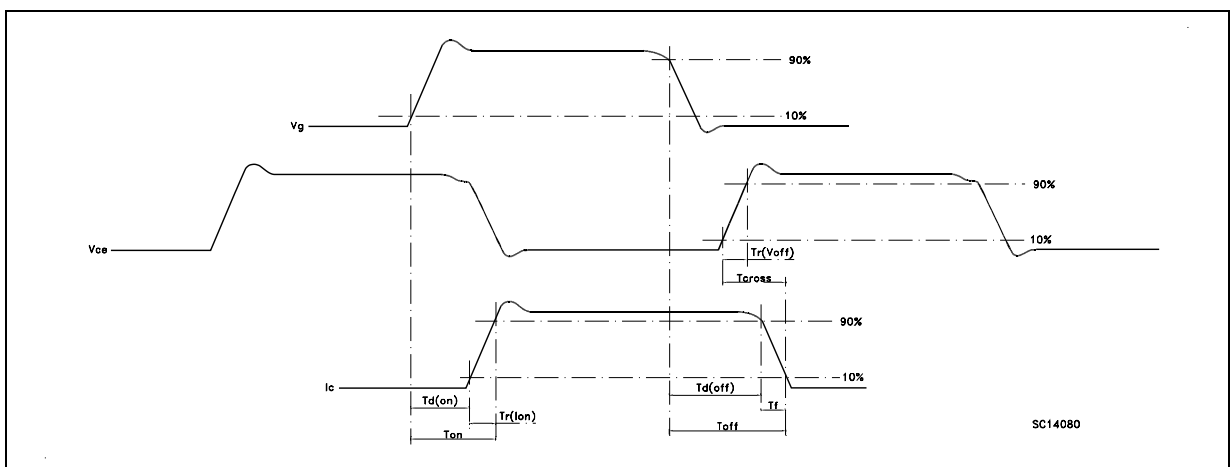 90%
10%
Vg
90%
10%
Vce
Tr(Voff)
Tcross
90%
10%
Ic
Td(on)
Td(off)
Tr(Ion)
Tf
Ton
Toff
SC14080